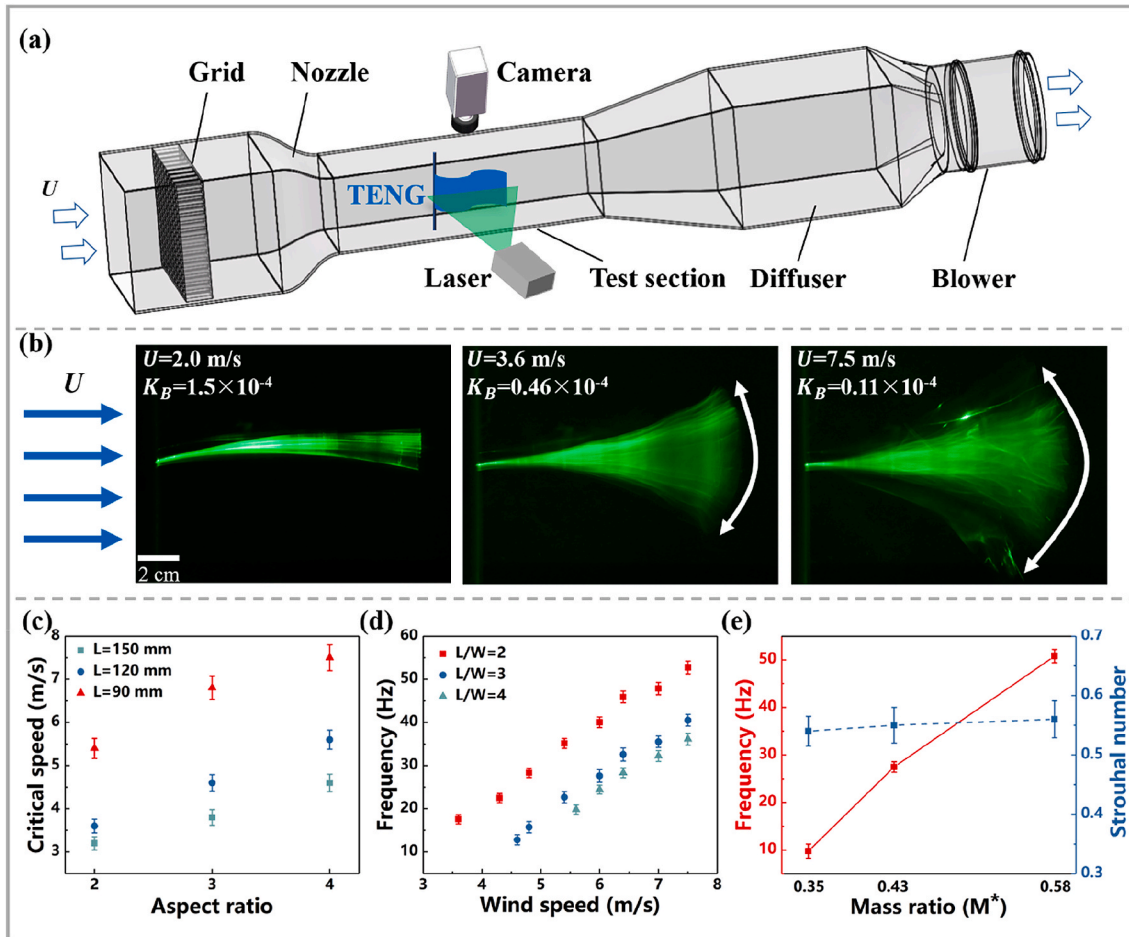 (a)
Grid
Nozzle
Camera
U
TENG
Laser
Test section
Diffuser
Blower
(b)
U
U=2.0 m/s
K_B=1.5×10⁻⁴
2 cm
U=3.6 m/s
K_B=0.46×10⁻⁴
U=7.5 m/s
K_B=0.11×10⁻⁴
(c)
Critical speed (m/s)
8
7
6
5
4
3
L=150 mm
L=120 mm
L=90 mm
2 3 4
Aspect ratio
(d)
Frequency (Hz)
60
50
40
30
20
10
L/W=2
L/W=3
L/W=4
3 4 5 6 7 8
Wind speed (m/s)
(e)
Frequency (Hz)
50
40
30
20
10
0.35 0.43 0.58
Mass ratio (M*)
0.7
0.6
0.5
0.4
0.3
Strouhal number